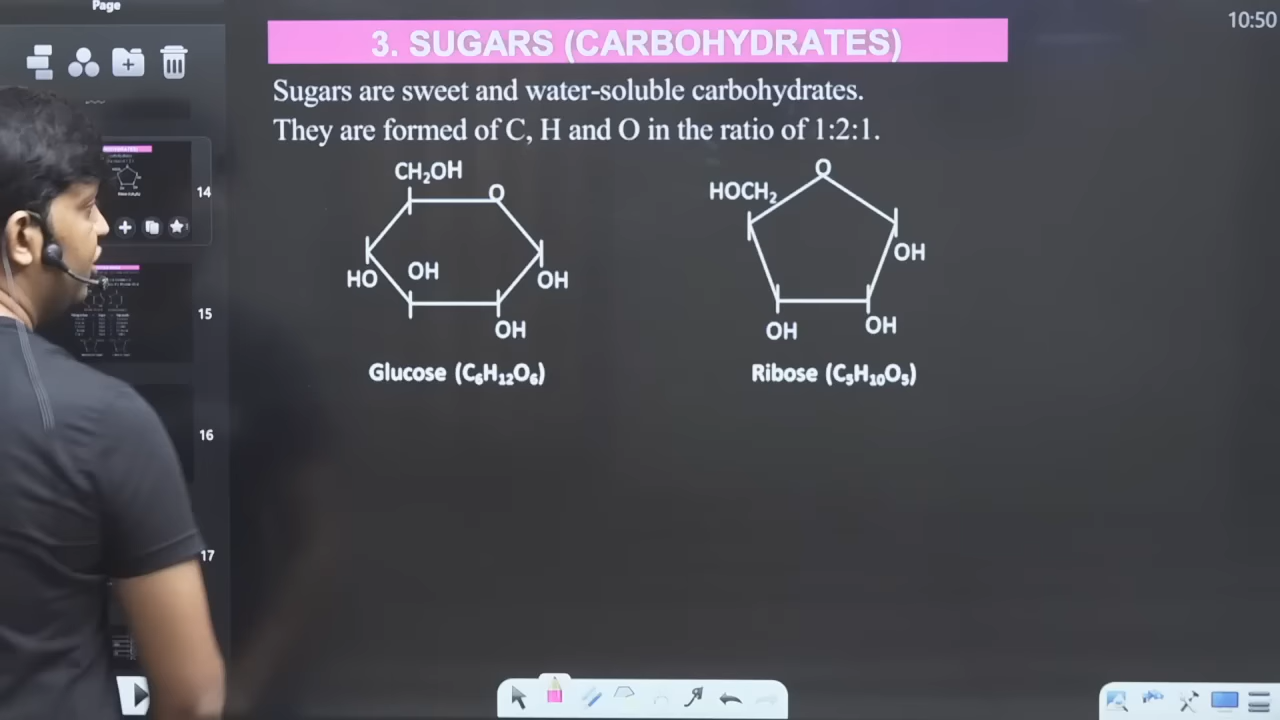 Page
10:50
3. SUGARS (CARBOHYDRATES)
Sugars are sweet and water-soluble carbohydrates.
They are formed of C, H and O in the ratio of 1:2:1.
CH₂OH
O
HO
OH
OH
OH
Glucose (C₆H₁₂O₆)
O
HOCH₂
OH
OH
OH
Ribose (C₅H₁₀O₅)
14
15
16
17